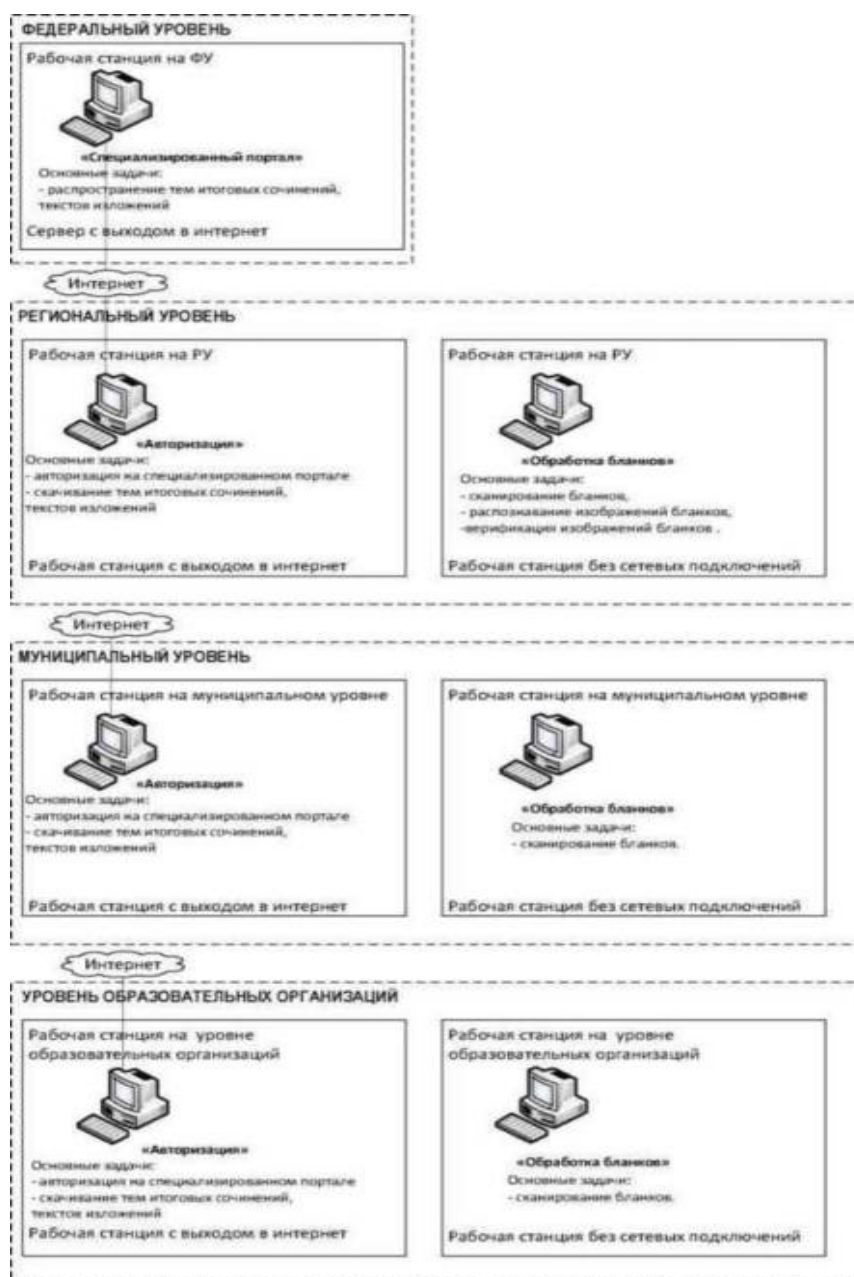 ФЕДЕРАЛЬНЫЙ УРОВЕНЬ
Рабочая станция на ФУ
«Специализированный портал»
Основные задачи:
- распространение тем итоговых сочинений,
текстов изложений
Сервер с выходом в интернет
Интернет
РЕГИОНАЛЬНЫЙ УРОВЕНЬ
Рабочая станция на РУ
«Авторизация»
Основные задачи:
- авторизация на специализированном портале
- скачивание тем итоговых сочинений,
текстов изложений
Рабочая станция с выходом в интернет
Рабочая станция на РУ
«Обработка бланков»
Основные задачи:
- сканирование бланков,
- распознавание изображений бланков,
-верификация изображений бланков .
Рабочая станция без сетевых подключений
Интернет
МУНИЦИПАЛЬНЫЙ УРОВЕНЬ
Рабочая станция на муниципальном уровне
«Авторизация»
Основные задачи:
- авторизация на специализированном портале
- скачивание тем итоговых сочинений,
текстов изложений
Рабочая станция с выходом в интернет
Рабочая станция на муниципальном уровне
«Обработка бланков»
Основные задачи:
- сканирование бланков.
Рабочая станция без сетевых подключений
Интернет
УРОВЕНЬ ОБРАЗОВАТЕЛЬНЫХ ОРГАНИЗАЦИЙ
Рабочая станция на уровне
образовательных организаций
«Авторизация»
Основные задачи:
- авторизация на специализированном портале
- скачивание тем итоговых сочинений,
текстов изложений
Рабочая станция с выходом в интернет
Рабочая станция на уровне
образовательных организаций
«Обработка бланков»
Основные задачи:
- сканирование бланков.
Рабочая станция без сетевых подключений